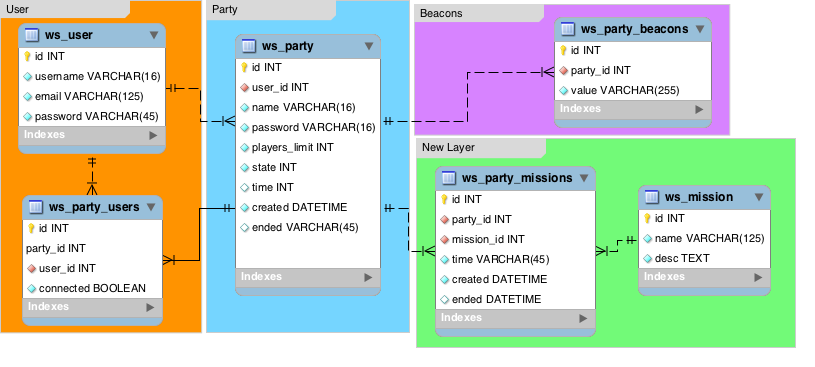 User
ws_user
id INT
username VARCHAR(16)
email VARCHAR(125)
password VARCHAR(45)
Indexes
ws_party_users
id INT
party_id INT
user_id INT
connected BOOLEAN
Indexes
Party
ws_party
id INT
user_id INT
name VARCHAR(16)
password VARCHAR(16)
players_limit INT
state INT
time INT
created DATETIME
ended VARCHAR(45)
Indexes
Beacons
ws_party_beacons
id INT
party_id INT
value VARCHAR(255)
Indexes
New Layer
ws_party_missions
id INT
party_id INT
mission_id INT
time VARCHAR(45)
created DATETIME
ended DATETIME
Indexes
ws_mission
id INT
name VARCHAR(125)
desc TEXT
Indexes